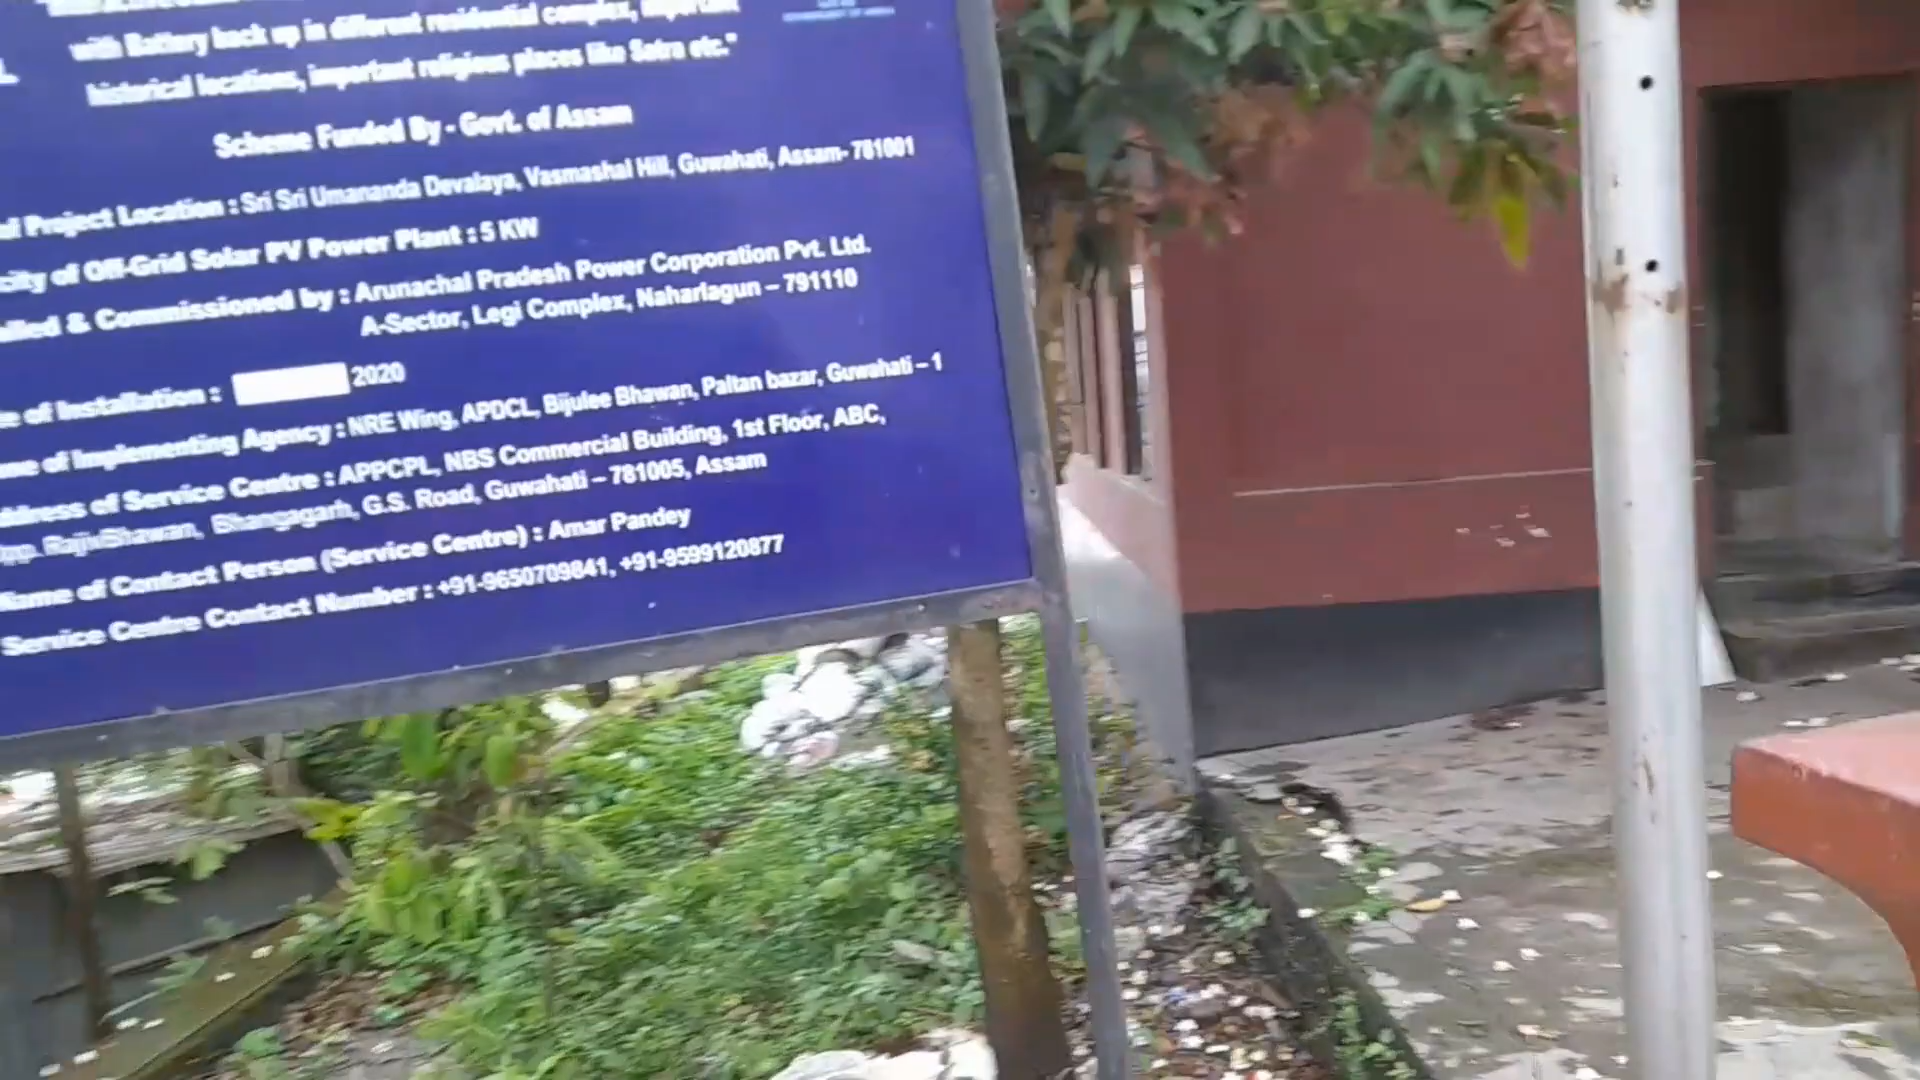 with Battery back up in different residential complex, important
historical locations, important religious places like Satra etc."
Scheme Funded By - Govt. of Assam
Project Location : Sri Sri Umananda Devalaya, Vasmashal Hill, Guwahati, Assam- 781001
city of Off-Grid Solar PV Power Plant : 5 KW
alled & Commissioned by : Arunachal Pradesh Power Corporation Pvt. Ltd.
A-Sector, Legi Complex, Naharlagun – 791110
e of Installation : 2020
me of Implementing Agency : NRE Wing, APDCL, Bijulee Bhawan, Paltan bazar, Guwahati – 1
ddress of Service Centre : APPCPL, NBS Commercial Building, 1st Floor, ABC,
Opp. RajivBhawan, Bhangagarh, G.S. Road, Guwahati – 781005, Assam
Name of Contact Person (Service Centre) : Amar Pandey
Service Centre Contact Number : +91-9650709841, +91-9599120877